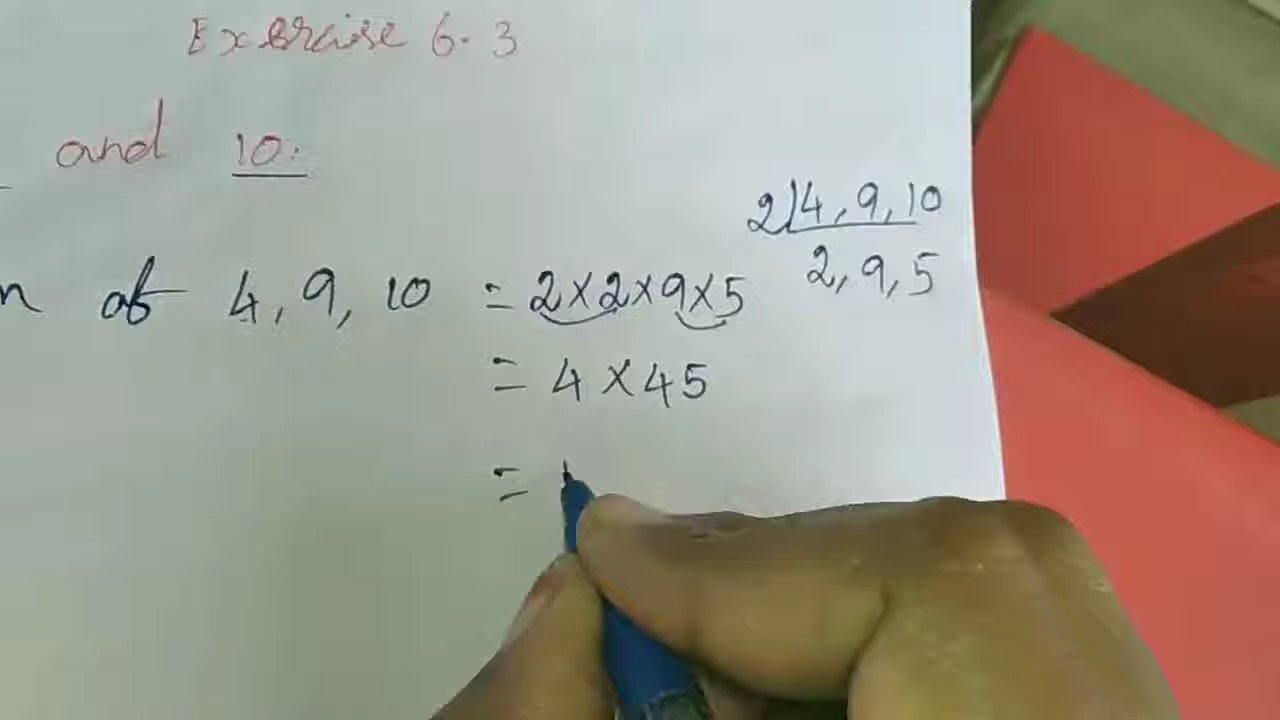 Exercise 6.3
and 10.
2)4, 9, 10
2, 9, 5
of 4, 9, 10 = 2×2×9×5
= 4×45
=